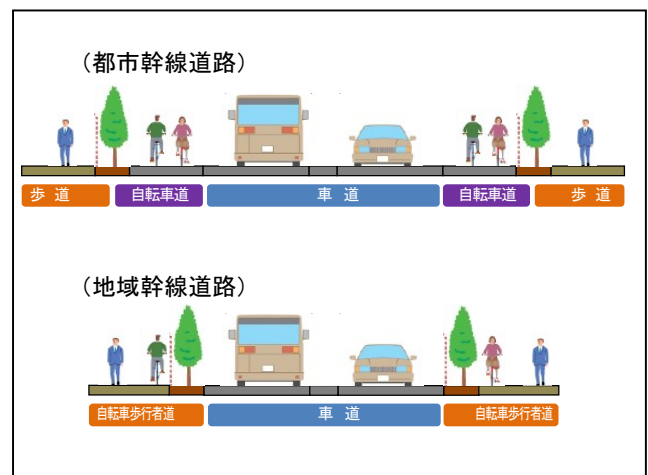 （都市幹線道路）
歩 道 自転車道 車 道 自転車道 歩 道
（地域幹線道路）
自転車歩行者道 車 道 自転車歩行者道